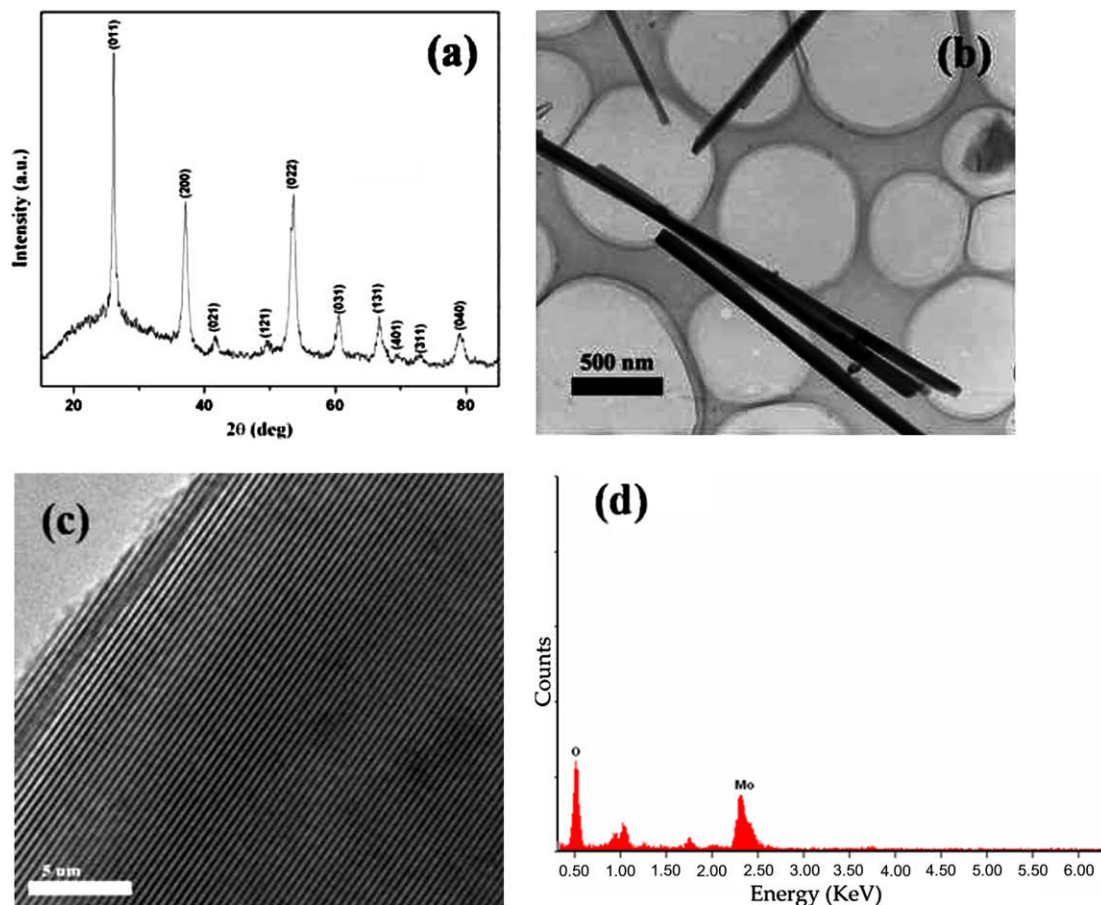 (a)
(011)
(200)
(021)
(121)
(022)
(031)
(131)
(401)
(311)
(040)
Intensity (a.u.)
20
40
60
80
2θ (deg)
(b)
500 nm
(c)
5 nm
(d)
Counts
O
Mo
0.50 1.00 1.50 2.00 2.50 3.00 3.50 4.00 4.50 5.00 5.50 6.00
Energy (KeV)